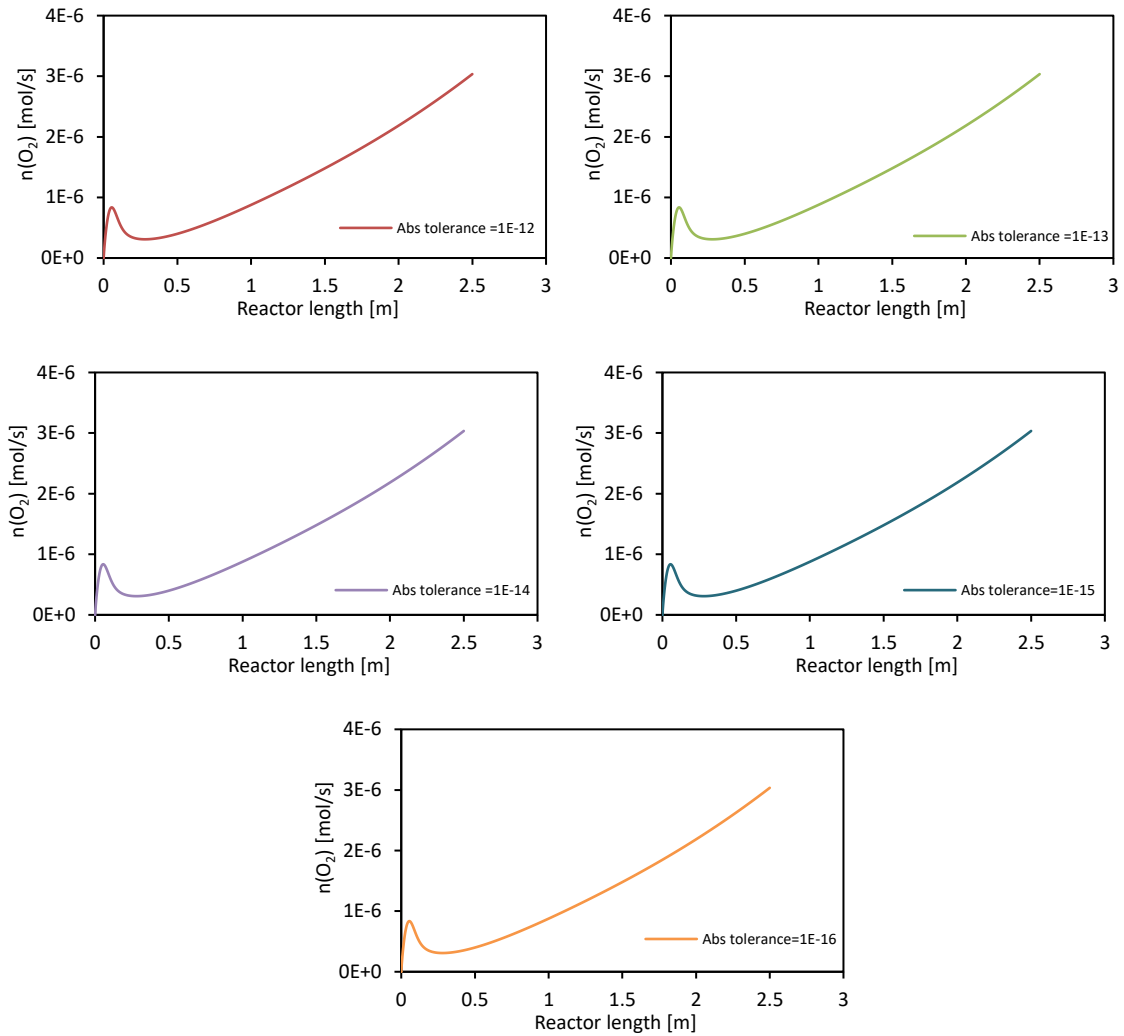 4E-6
3E-6
2E-6
1E-6
0E+0
n(O₂) [mol/s]
Abs tolerance =1E-12
0 0.5 1 1.5 2 2.5 3
Reactor length [m]
4E-6
3E-6
2E-6
1E-6
0E+0
n(O₂) [mol/s]
Abs tolerance =1E-13
0 0.5 1 1.5 2 2.5 3
Reactor length [m]
4E-6
3E-6
2E-6
1E-6
0E+0
n(O₂) [mol/s]
Abs tolerance =1E-14
0 0.5 1 1.5 2 2.5 3
Reactor length [m]
4E-6
3E-6
2E-6
1E-6
0E+0
n(O₂) [mol/s]
Abs tolerance=1E-15
0 0.5 1 1.5 2 2.5 3
Reactor length [m]
4E-6
3E-6
2E-6
1E-6
0E+0
n(O₂) [mol/s]
Abs tolerance=1E-16
0 0.5 1 1.5 2 2.5 3
Reactor length [m]